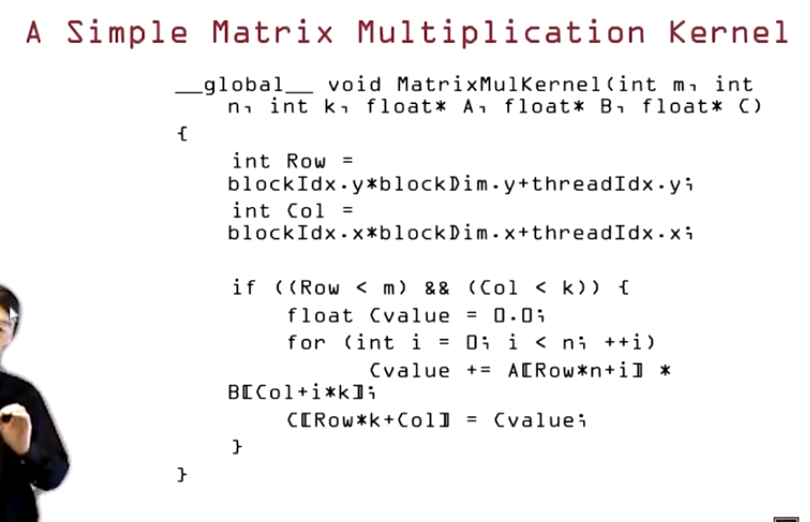 A Simple Matrix Multiplication Kernel
__global__ void MatrixMulKernel(int m, int
n, int k, float* A, float* B, float* C)
{
int Row =
blockIdx.y*blockDim.y+threadIdx.y;
int Col =
blockIdx.x*blockDim.x+threadIdx.x;
if ((Row < m) && (Col < k)) {
float Cvalue = 0.0;
for (int i = 0; i < n; ++i)
Cvalue += A[Row*n+i] *
B[Col+i*k];
C[Row*k+Col] = Cvalue;
}
}